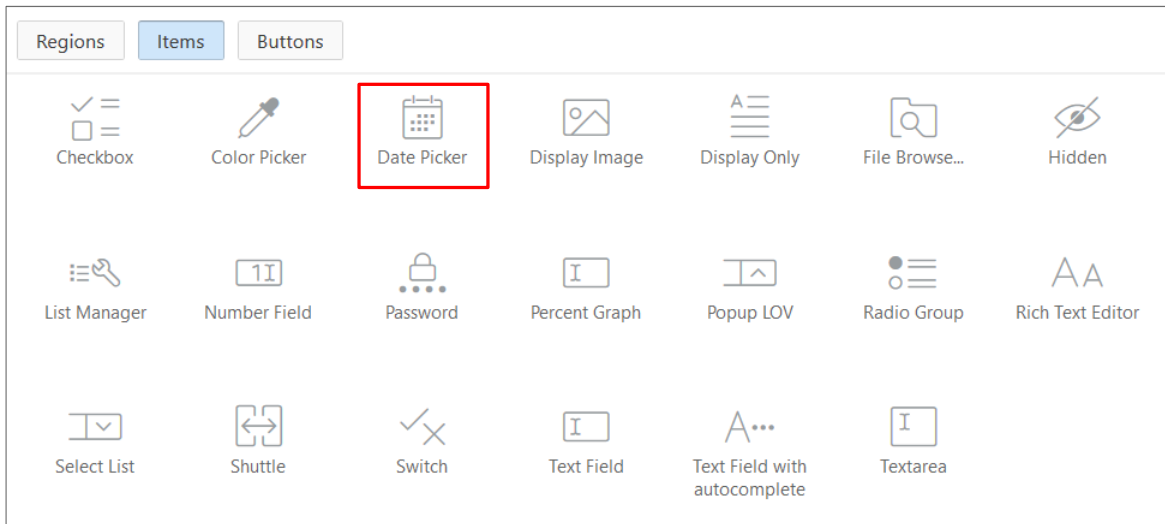 Regions Items Buttons
Checkbox Color Picker Date Picker Display Image Display Only File Browse... Hidden
List Manager Number Field Password Percent Graph Popup LOV Radio Group Rich Text Editor
Select List Shuttle Switch Text Field Text Field with autocomplete Textarea